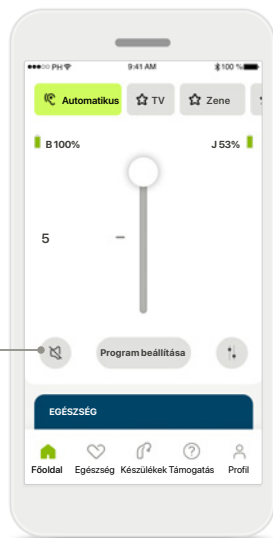 PH
9:41 AM
100 %
Automatikus
TV
Zene
B 100%
J 53%
5
Program beállítása
EGÉSZSÉG
Főoldal
Egészség
Készülékek
Támogatás
Profil